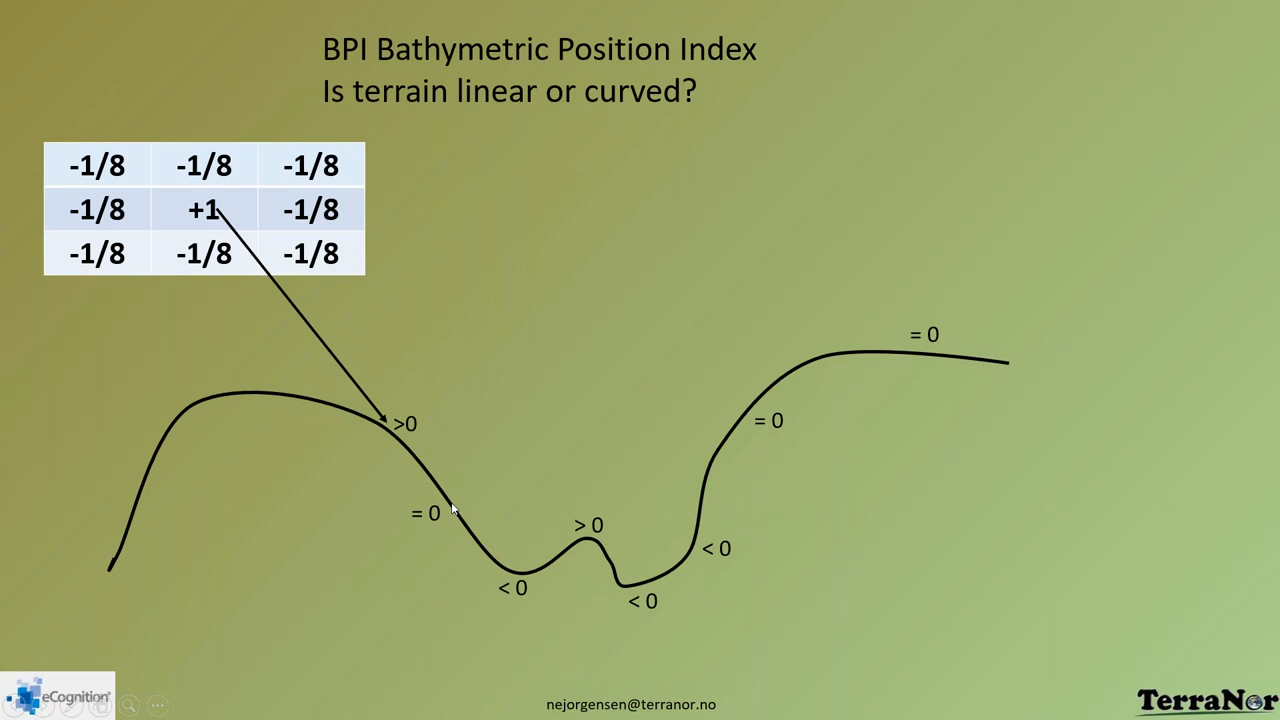 BPI Bathymetric Position Index
Is terrain linear or curved?
-1/8 -1/8 -1/8
-1/8 +1 -1/8
-1/8 -1/8 -1/8
= 0
>0
= 0
= 0
> 0
< 0
< 0
< 0
eCognition
nejorgensen@terranor.no
TerraNor